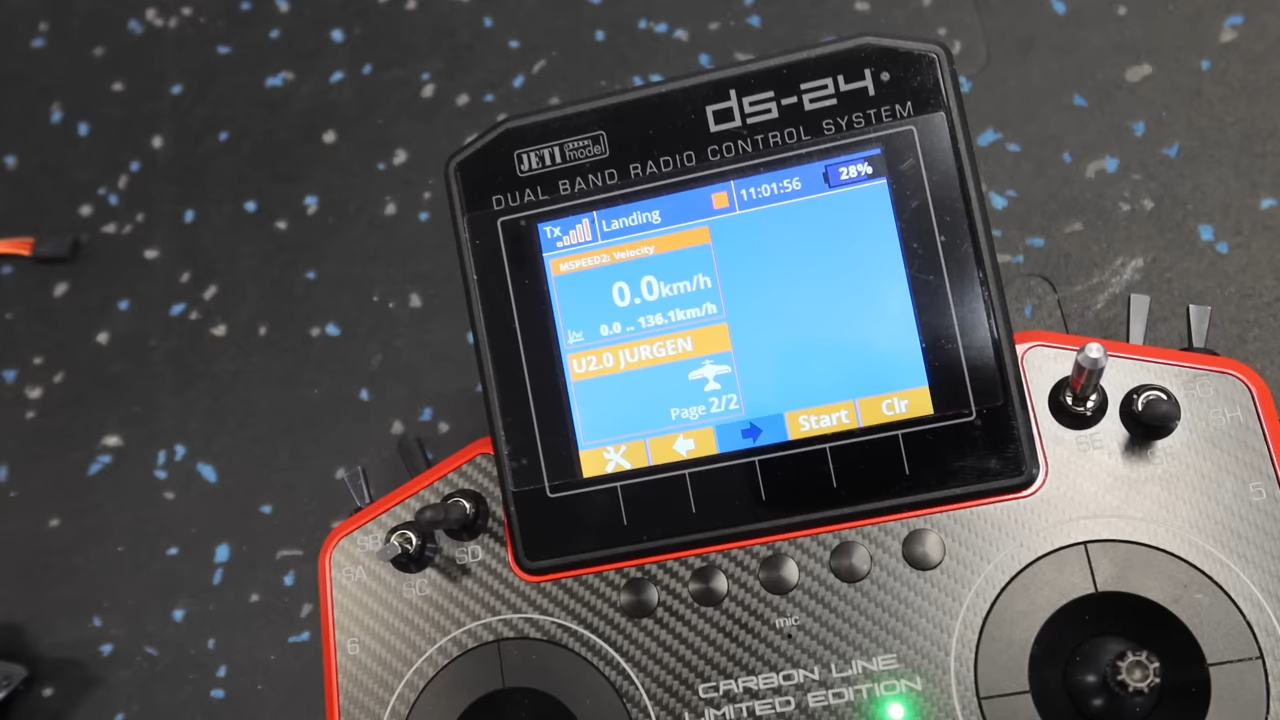 ds-24
JETI model
DUAL BAND RADIO CONTROL SYSTEM
Tx Landing 11:01:56 28%
MSPEED2: Velocity
0.0km/h
0.0 .. 136.1km/h
U2.0 JURGEN
Page 2/2
Start Clr
SG
SH
SE
5
SB
SA
SD
SC
6
mic
CARBON LINE
LIMITED EDITION